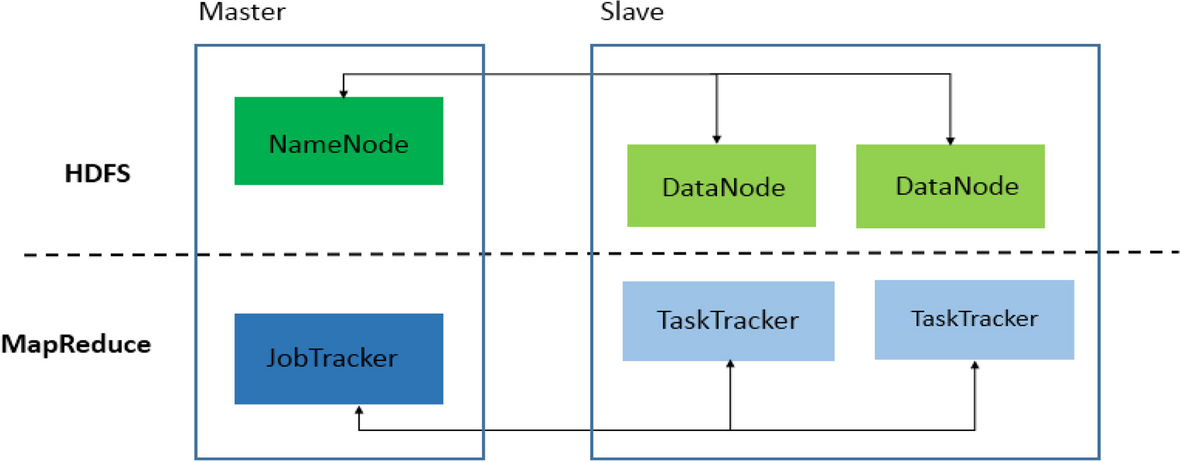 Master
Slave
NameNode
HDFS
DataNode
DataNode
TaskTracker
TaskTracker
MapReduce
JobTracker